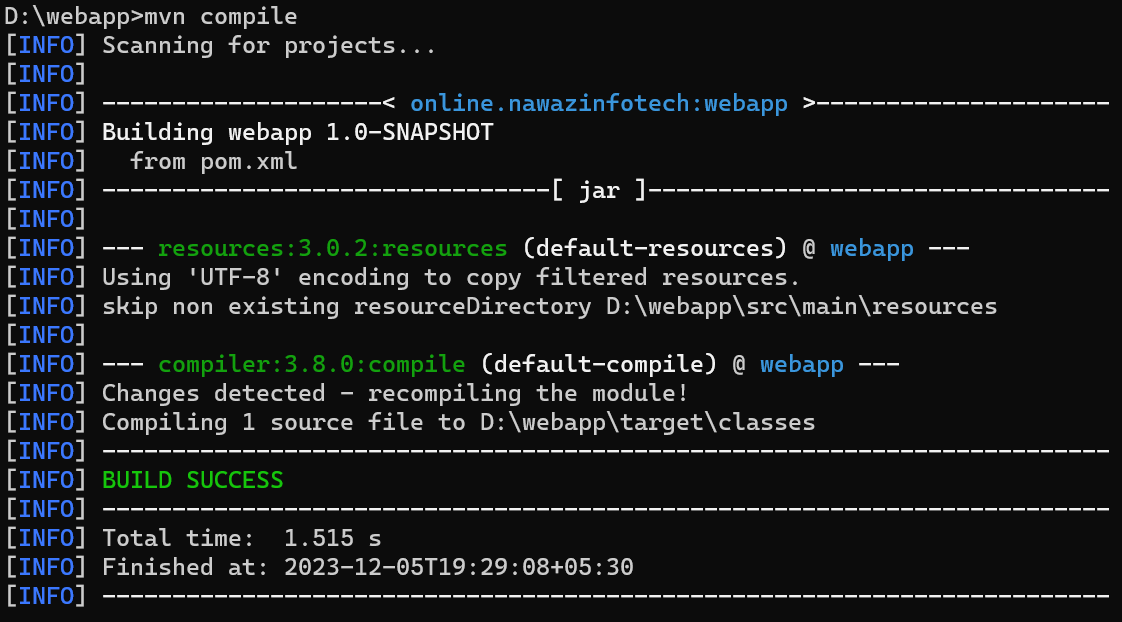 D:\webapp>mvn compile
[INFO] Scanning for projects...
[INFO]
[INFO] --------------------< online.nawazinfotech:webapp >---------------------
[INFO] Building webapp 1.0-SNAPSHOT
[INFO]   from pom.xml
[INFO] --------------------------------[ jar ]---------------------------------
[INFO]
[INFO] --- resources:3.0.2:resources (default-resources) @ webapp ---
[INFO] Using 'UTF-8' encoding to copy filtered resources.
[INFO] skip non existing resourceDirectory D:\webapp\src\main\resources
[INFO]
[INFO] --- compiler:3.8.0:compile (default-compile) @ webapp ---
[INFO] Changes detected - recompiling the module!
[INFO] Compiling 1 source file to D:\webapp\target\classes
[INFO] ------------------------------------------------------------------------
[INFO] BUILD SUCCESS
[INFO] ------------------------------------------------------------------------
[INFO] Total time:  1.515 s
[INFO] Finished at: 2023-12-05T19:29:08+05:30
[INFO] ------------------------------------------------------------------------